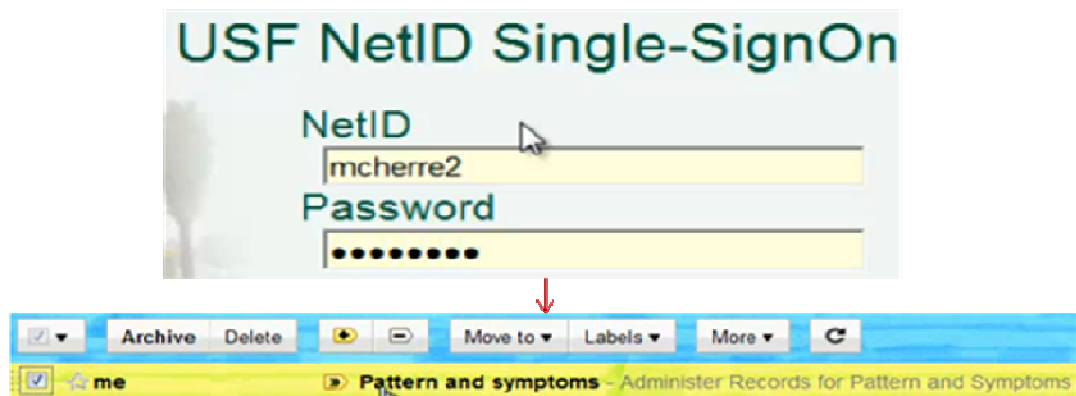 USF NetID Single-SignOn
NetID
mcherre2
Password
••••••••
Archive Delete Move to Labels More
me Pattern and symptoms - Administer Records for Pattern and Symptoms